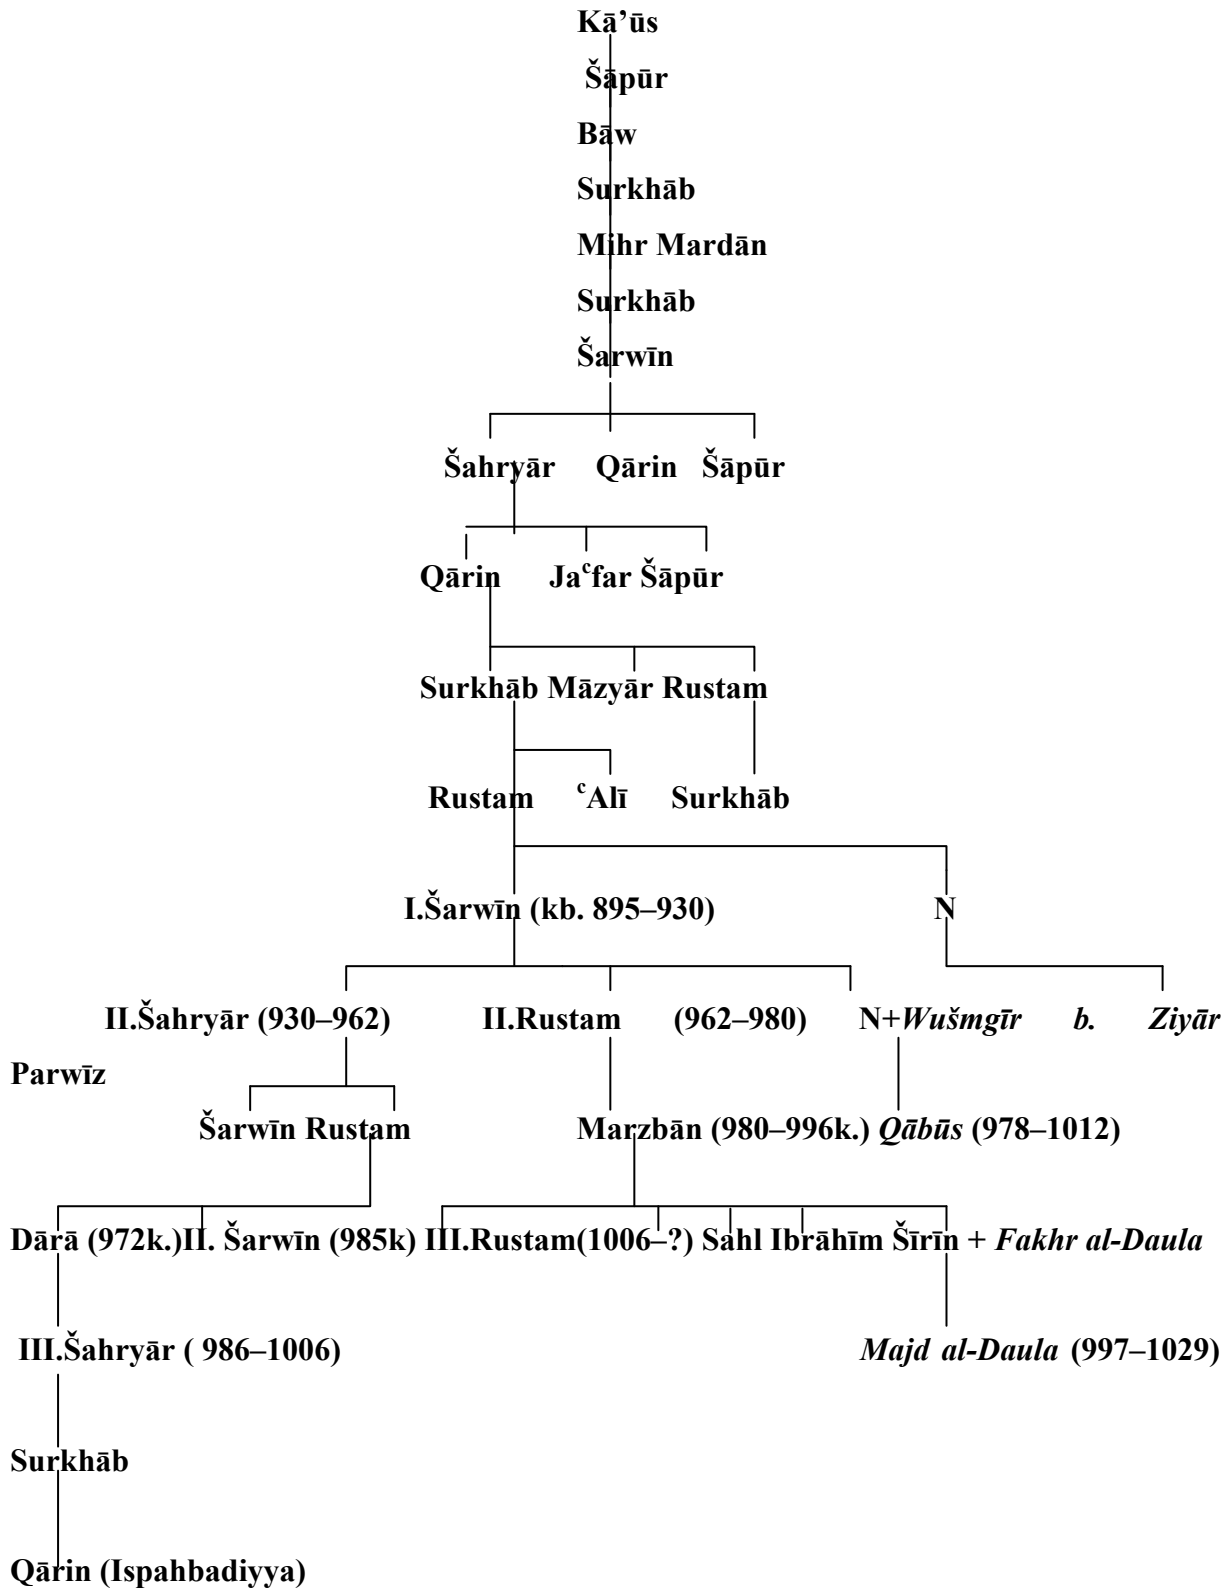 Kā’ūs
Šāpūr
Bāw
Surkhāb
Mihr Mardān
Surkhāb
Šarwīn
Šahryār Qārin Šāpūr
Qārin Jaᶜfar Šāpūr
Surkhāb Māzyār Rustam
Rustam ᶜAlī Surkhāb
I.Šarwīn (kb. 895–930) N
II.Šahryār (930–962) II.Rustam (962–980) N+Wušmgīr b. Ziyār
Parwīz
Šarwīn Rustam Marzbān (980–996k.) Qābūs (978–1012)
Dārā (972k.)II. Šarwīn (985k) III.Rustam(1006–?) Sahl Ibrāhīm Šīrīn + Fakhr al-Daula
III.Šahryār ( 986–1006) Majd al-Daula (997–1029)
Surkhāb
Qārin (Ispahbadiyya)